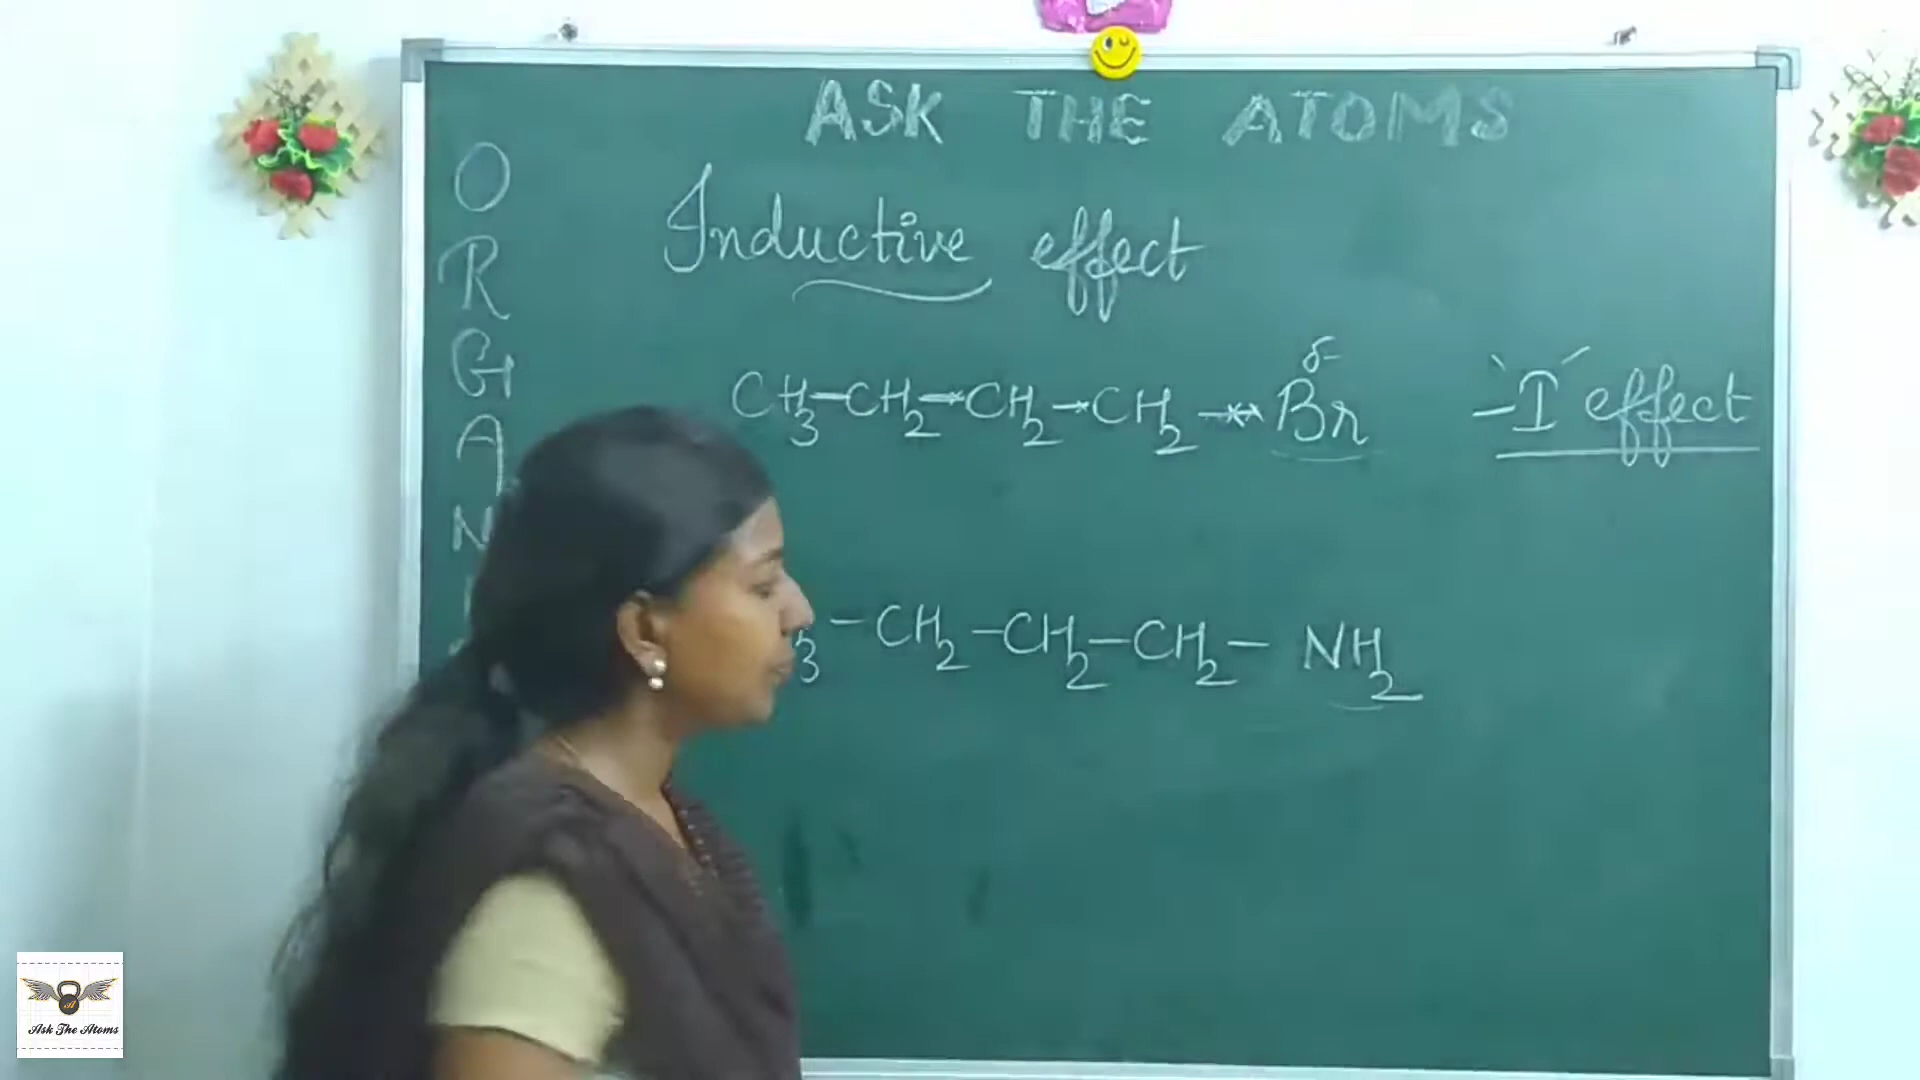 ASK THE ATOMS
O
R
G
A
N
Inductive effect
δ-
CH3-CH2→CH2→CH2→Br -I effect
3-CH2-CH2-CH2-NH2
Ask The Atoms